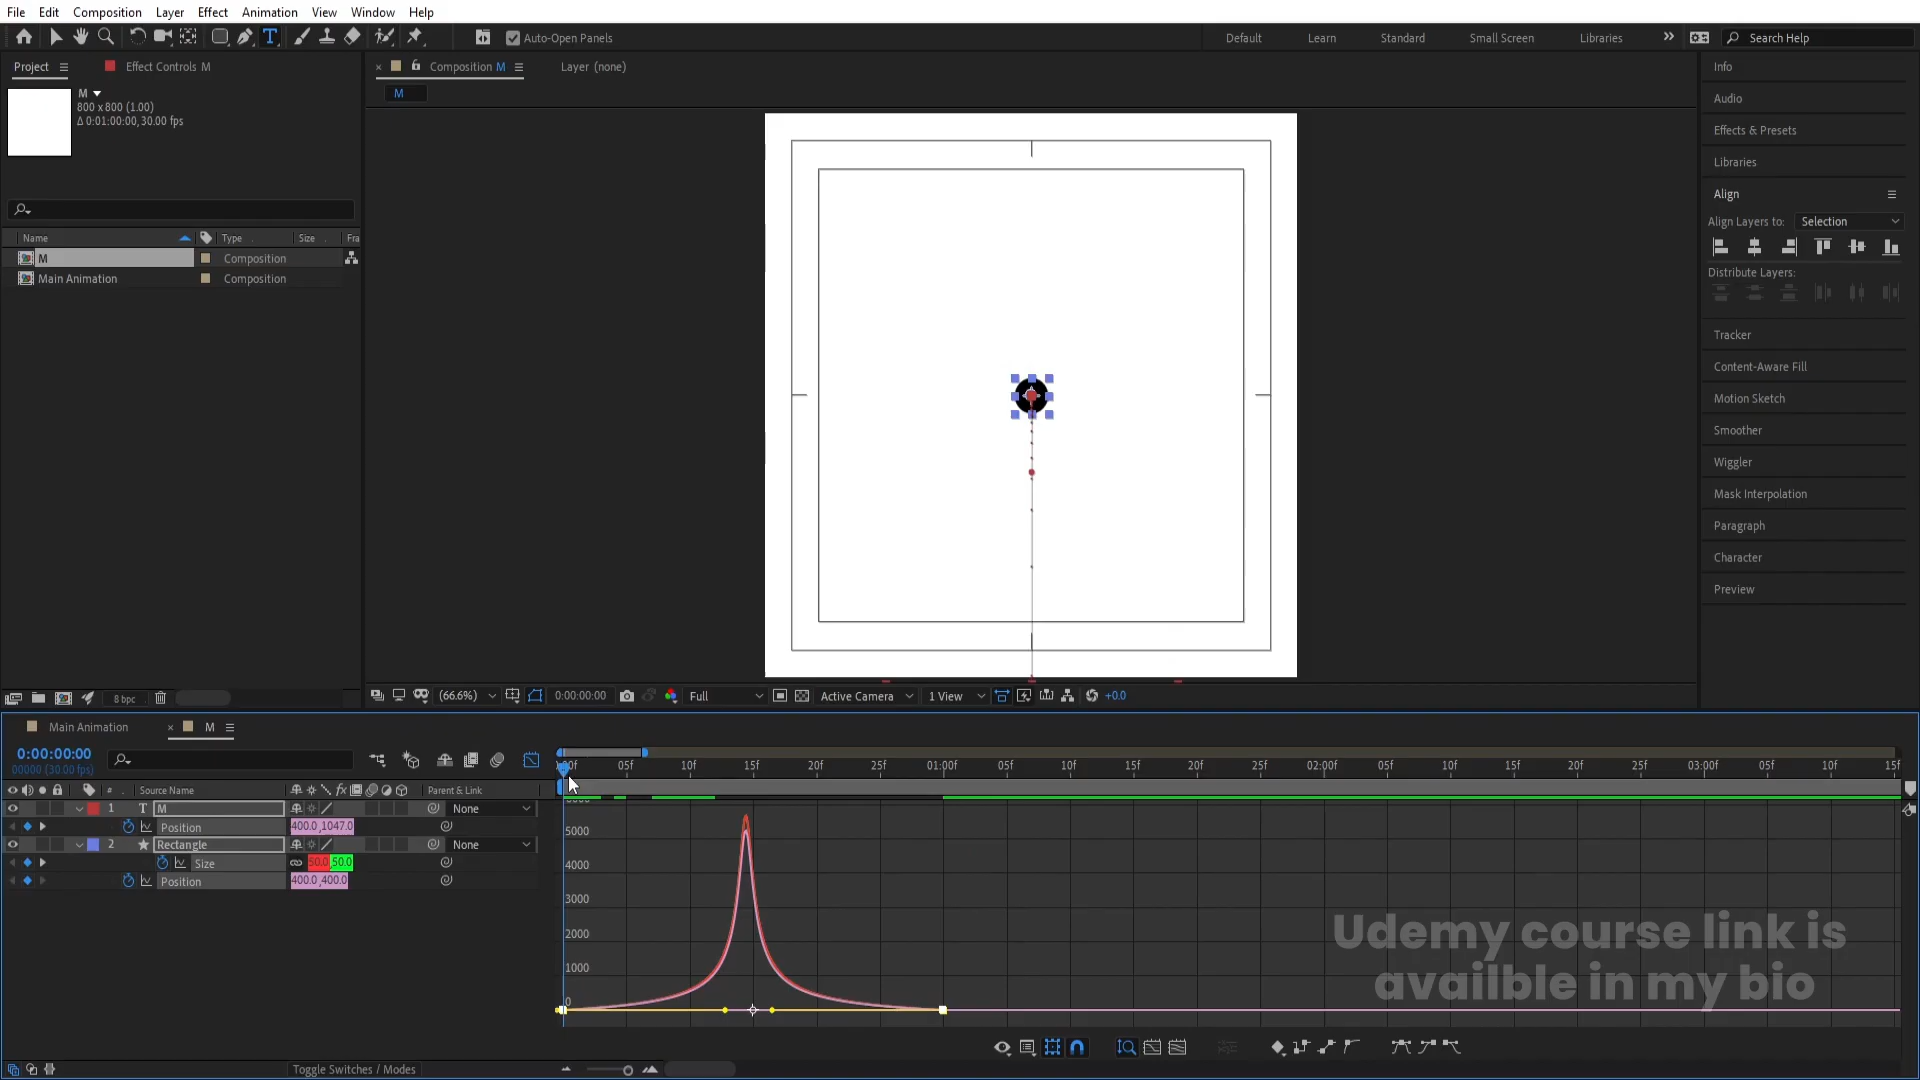 File Edit Composition Layer Effect Animation View Window Help
Auto-Open Panels
Default Learn Standard Small Screen Libraries
Search Help
Project
Effect Controls M
Composition M
Layer (none)
M
M
800 x 800 (1.00)
Δ 0:01:00:00, 30.00 fps
Name Type Size Fra
M Composition
Main Animation Composition
Info
Audio
Effects & Presets
Libraries
Align
Align Layers to: Selection
Distribute Layers:
Tracker
Content-Aware Fill
Motion Sketch
Smoother
Wiggler
Mask Interpolation
Paragraph
Character
Preview
8 bpc
(66.6%) 0:00:00:00 Full Active Camera 1 View +0.0
Main Animation
M
0:00:00:00
00000 (30.00 fps)
05f 10f 15f 20f 25f 01:00f 05f 10f 15f 20f 25f 02:00f 05f 10f 15f 20f 25f 03:00f 05f 10f 15f
# Source Name Parent & Link
1 T M None
Position 400.0,1047.0
2 Rectangle None
Size 50.0,50.0
Position 400.0,400.0
5000
4000
3000
2000
1000
0
Udemy course link is
availble in my bio
Toggle Switches / Modes